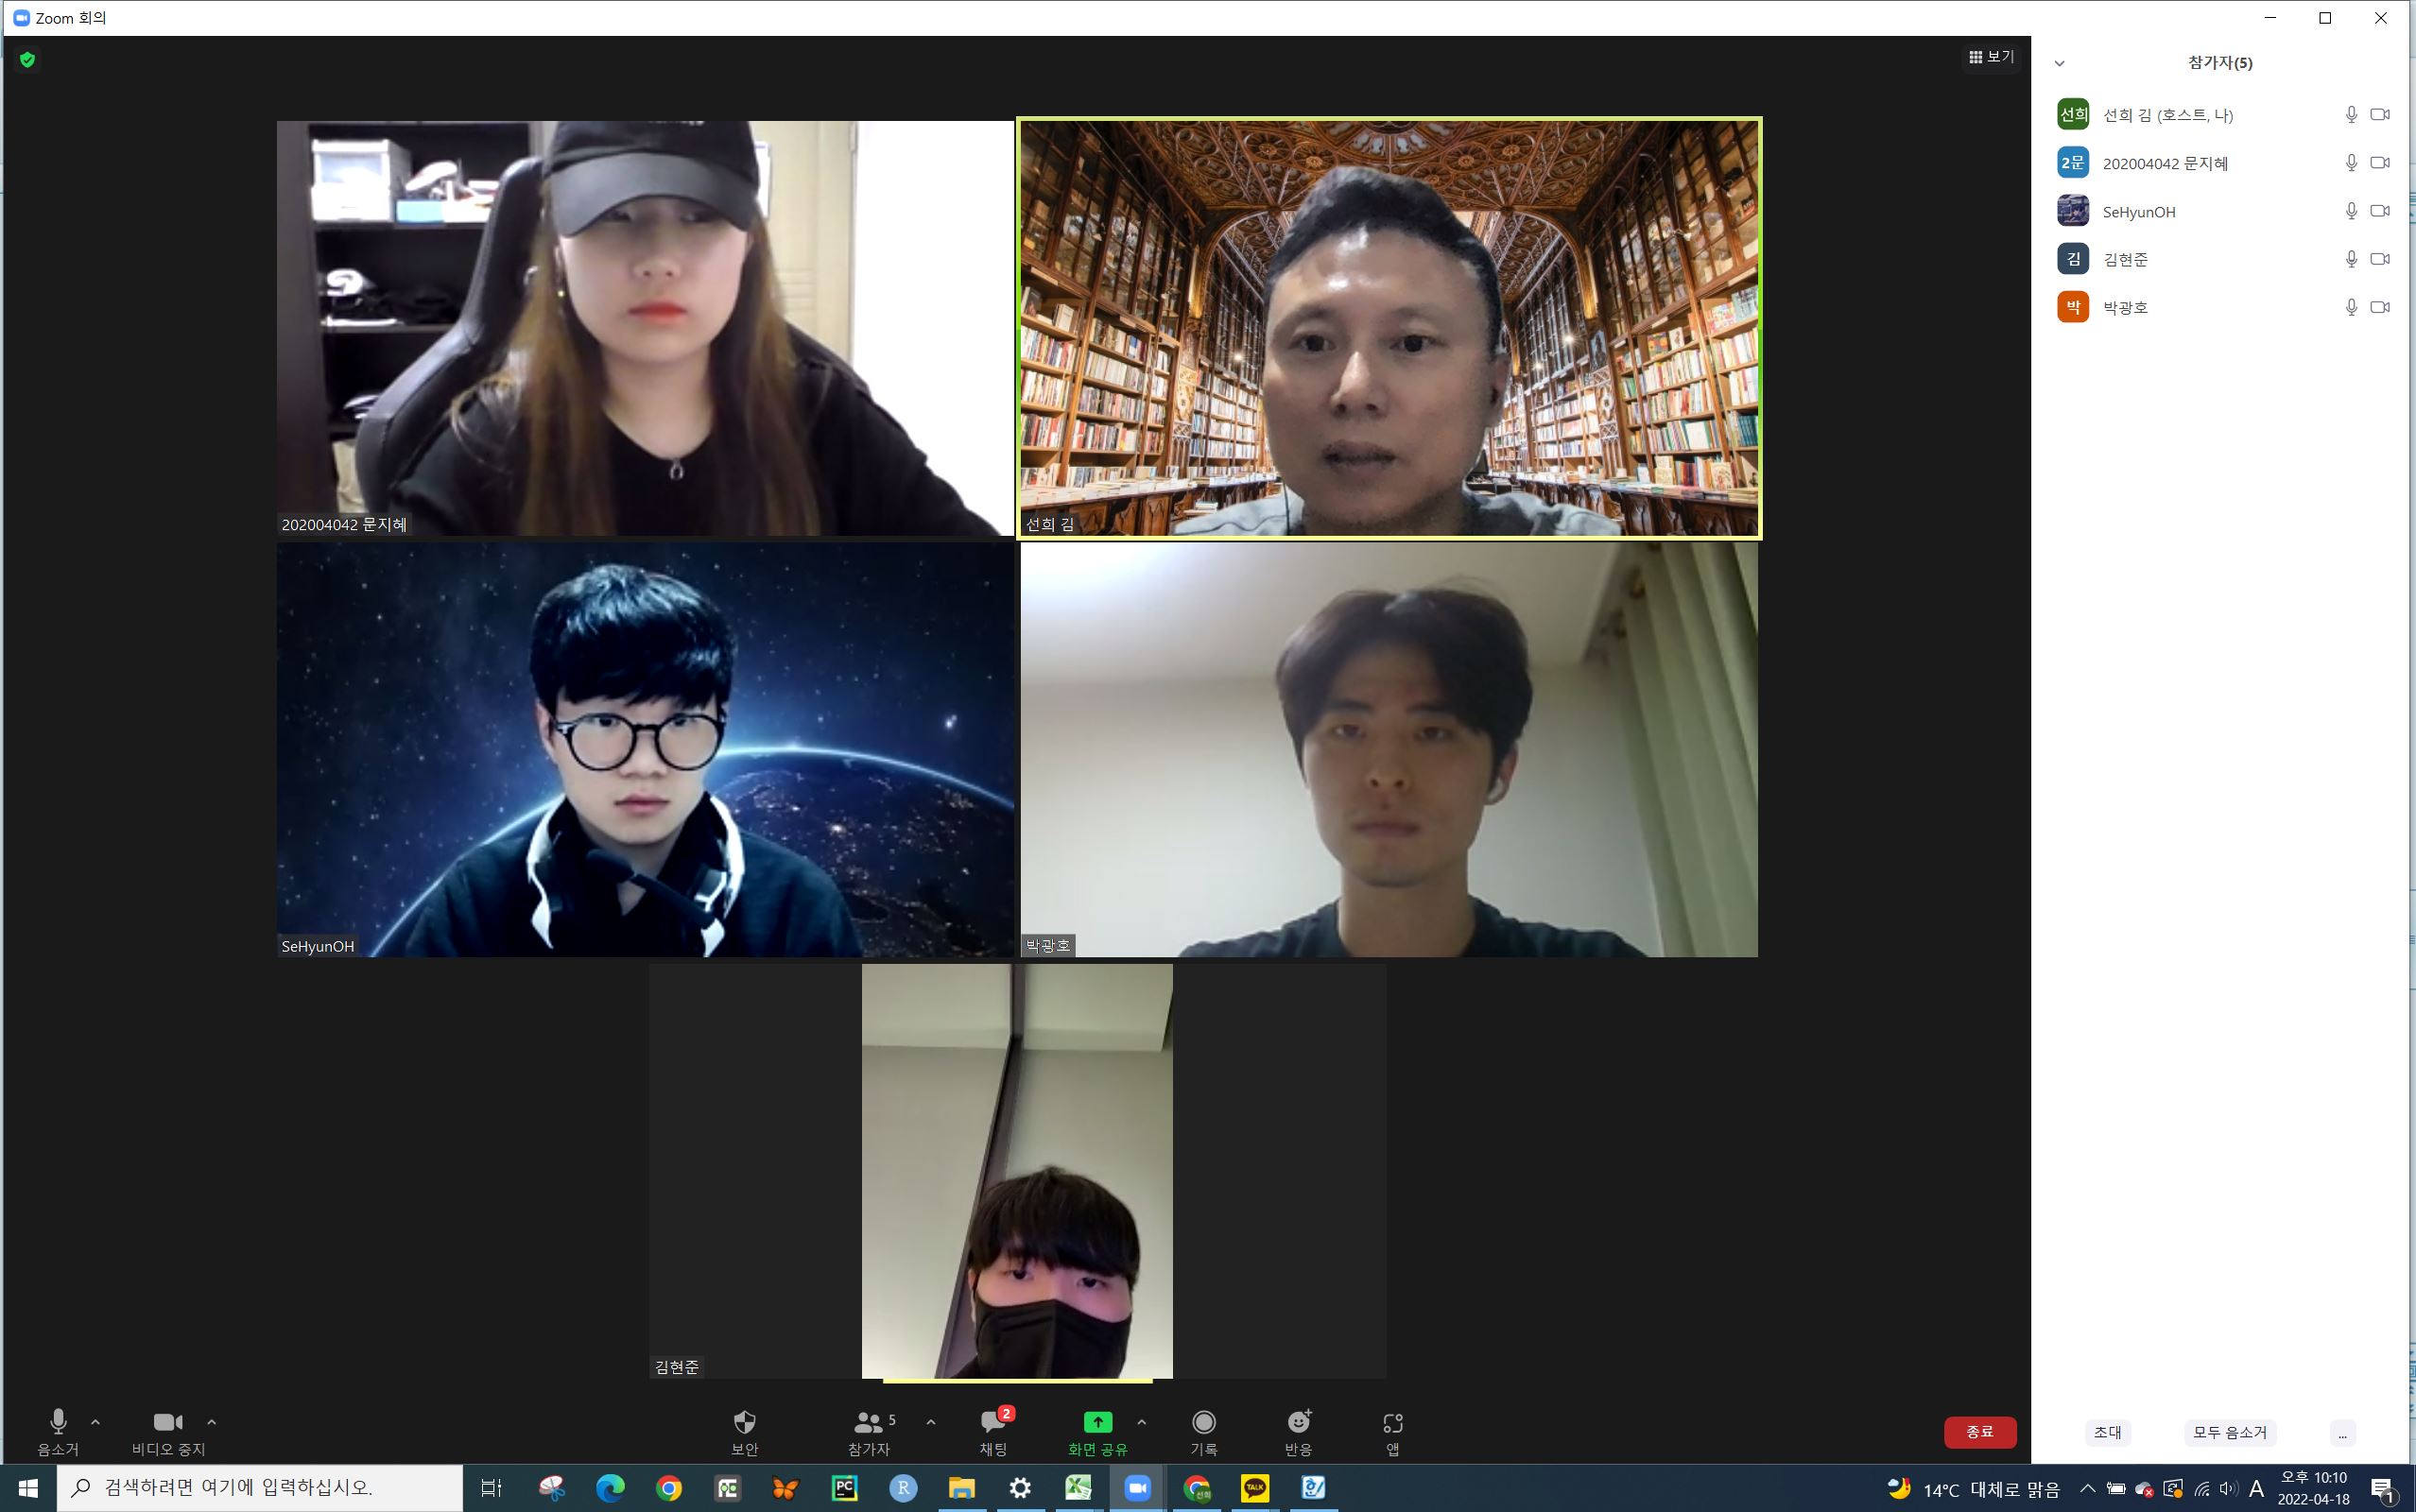 Zoom 회의
보기
참가자(5)
선희 선희 김 (호스트, 나)
2문 202004042 문지혜
SeHyunOH
김 김현준
박 박광호
202004042 문지혜
선희 김
SeHyunOH
박광호
김현준
음소거
비디오 중지
보안
5
참가자
2
채팅
화면 공유
기록
반응
앱
종료
초대
모두 음소거
...
검색하려면 여기에 입력하십시오.
PC
R
TALK
14°C 대체로 맑음
A
오후 10:10
2022-04-18
1